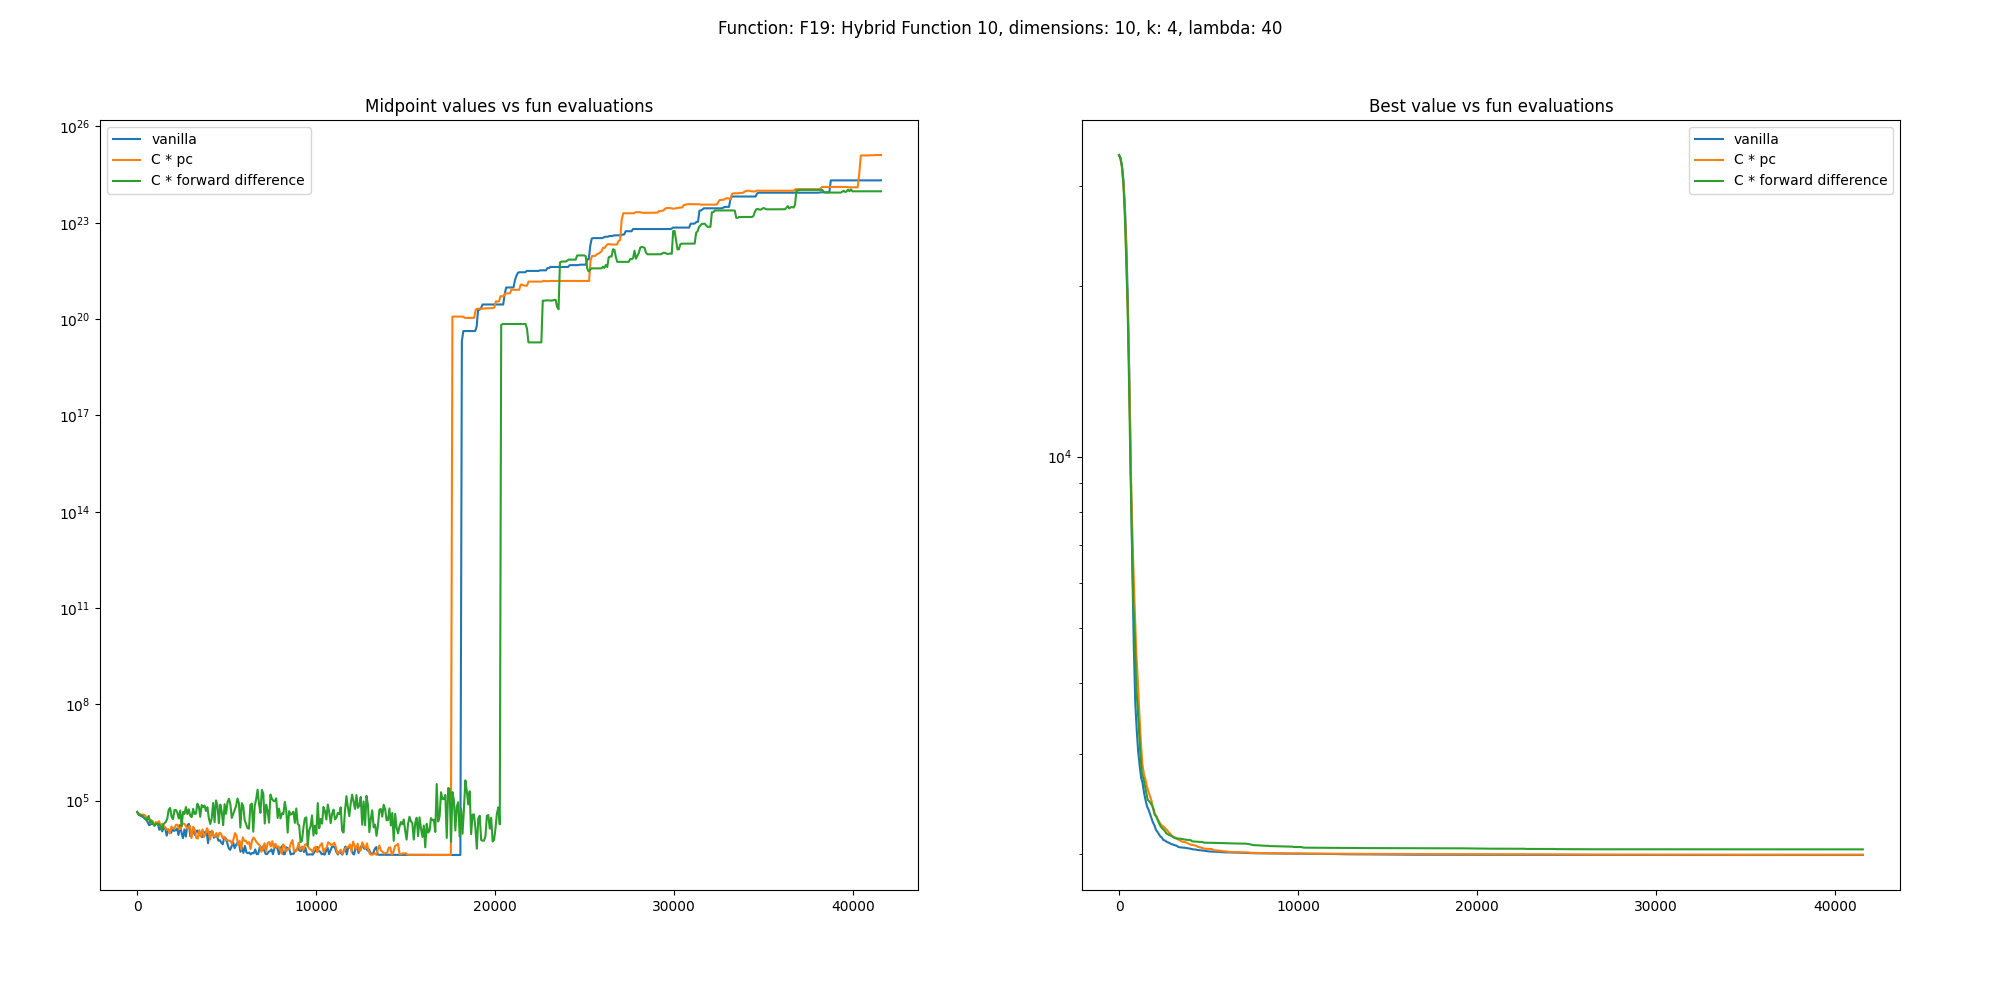 Function: F19: Hybrid Function 10, dimensions: 10, k: 4, lambda: 40
Midpoint values vs fun evaluations
10^26
10^23
10^20
10^17
10^14
10^11
10^8
10^5
vanilla
C * pc
C * forward difference
0 10000 20000 30000 40000
Best value vs fun evaluations
10^4
vanilla
C * pc
C * forward difference
0 10000 20000 30000 40000